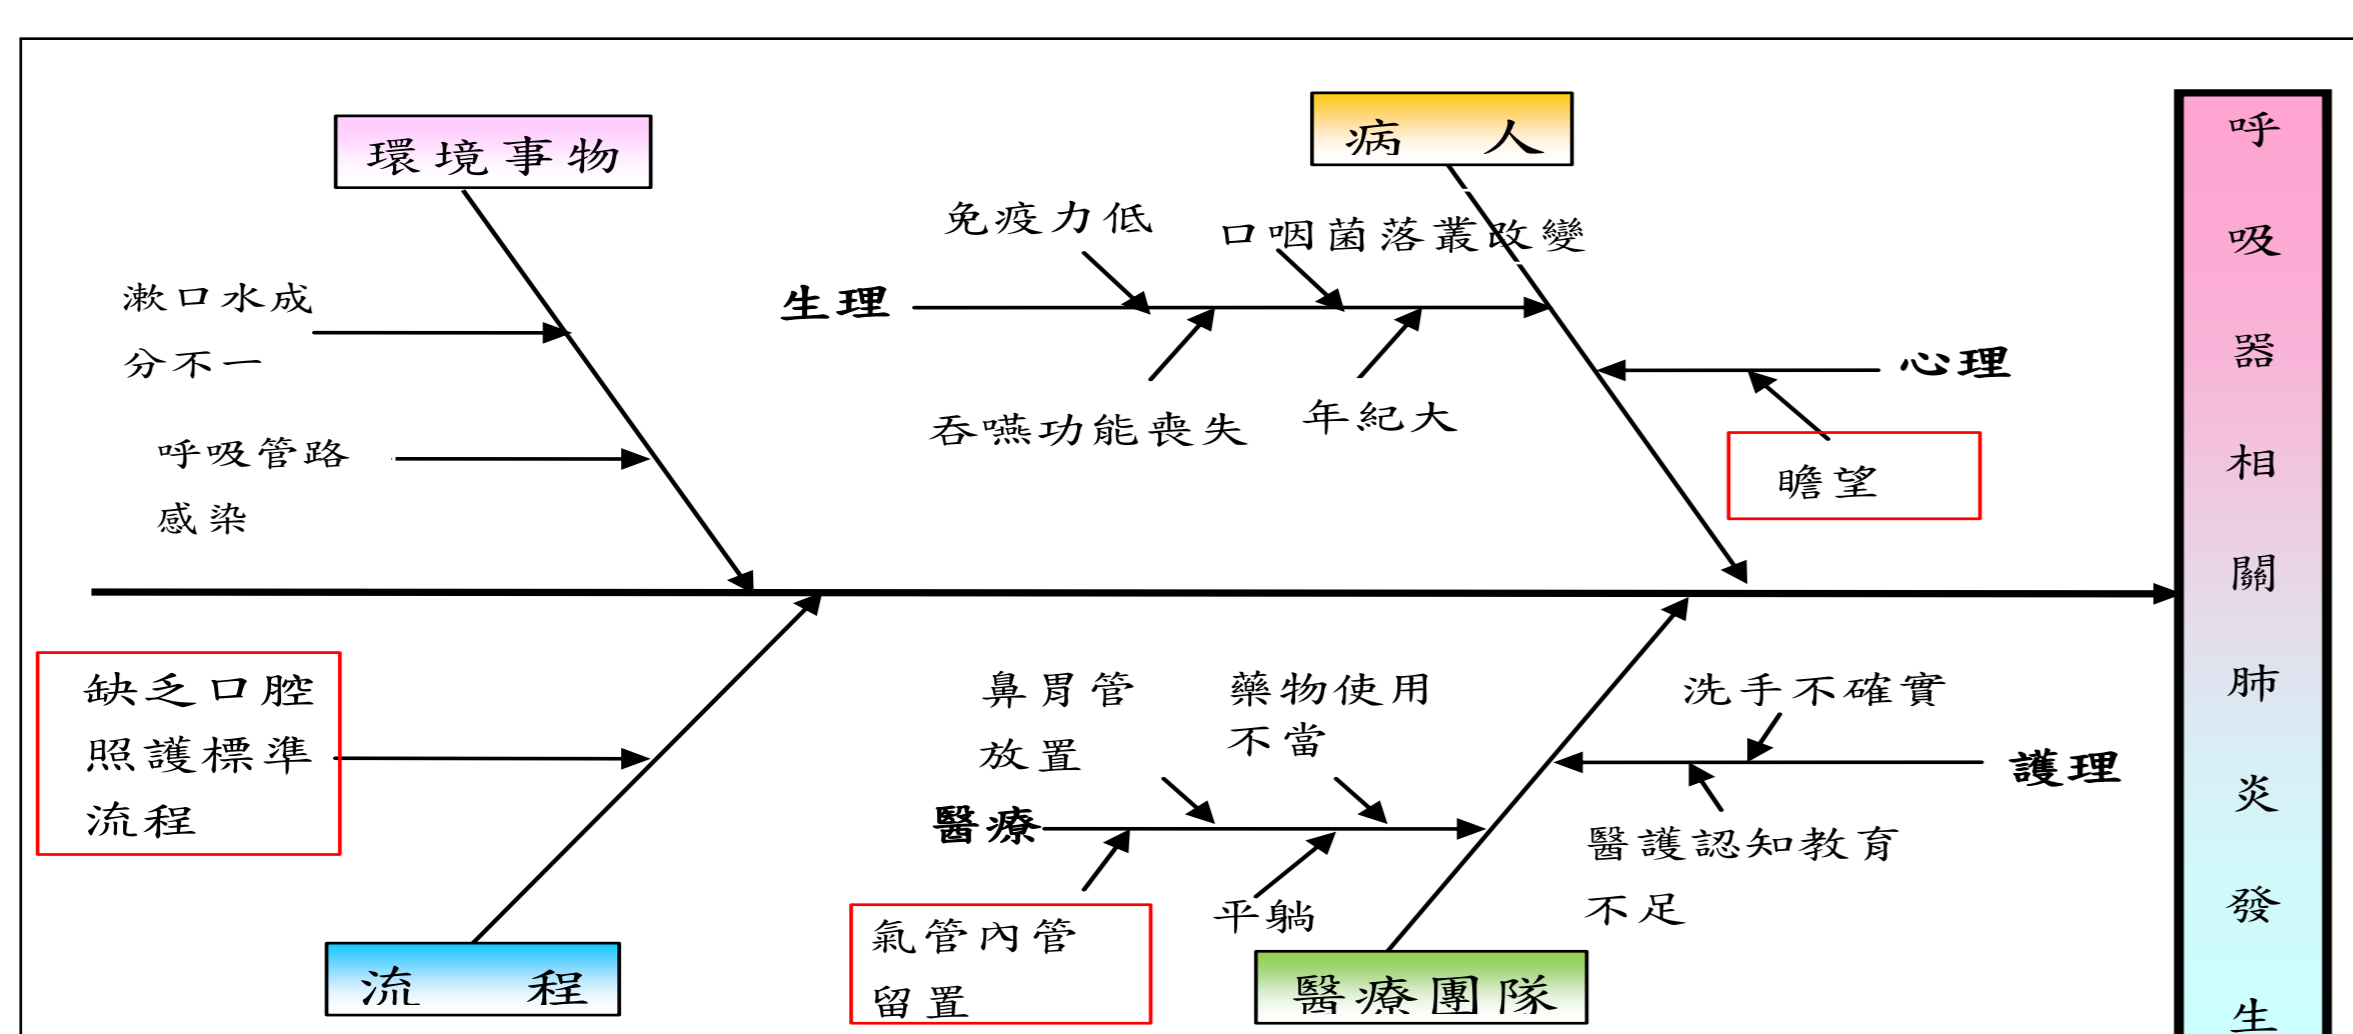 環境事物
病人
免疫力低
口咽菌落叢改變
生理
漱口水成
分不一
呼吸管路
感染
吞嚥功能喪失
年紀大
心理
瞻望
缺乏口腔
照護標準
流程
鼻胃管
放置
藥物使用
不當
洗手不確實
護理
醫療
醫護認知教育
不足
氣管內管
留置
平躺
流程
醫療團隊
呼吸器相關肺炎發生